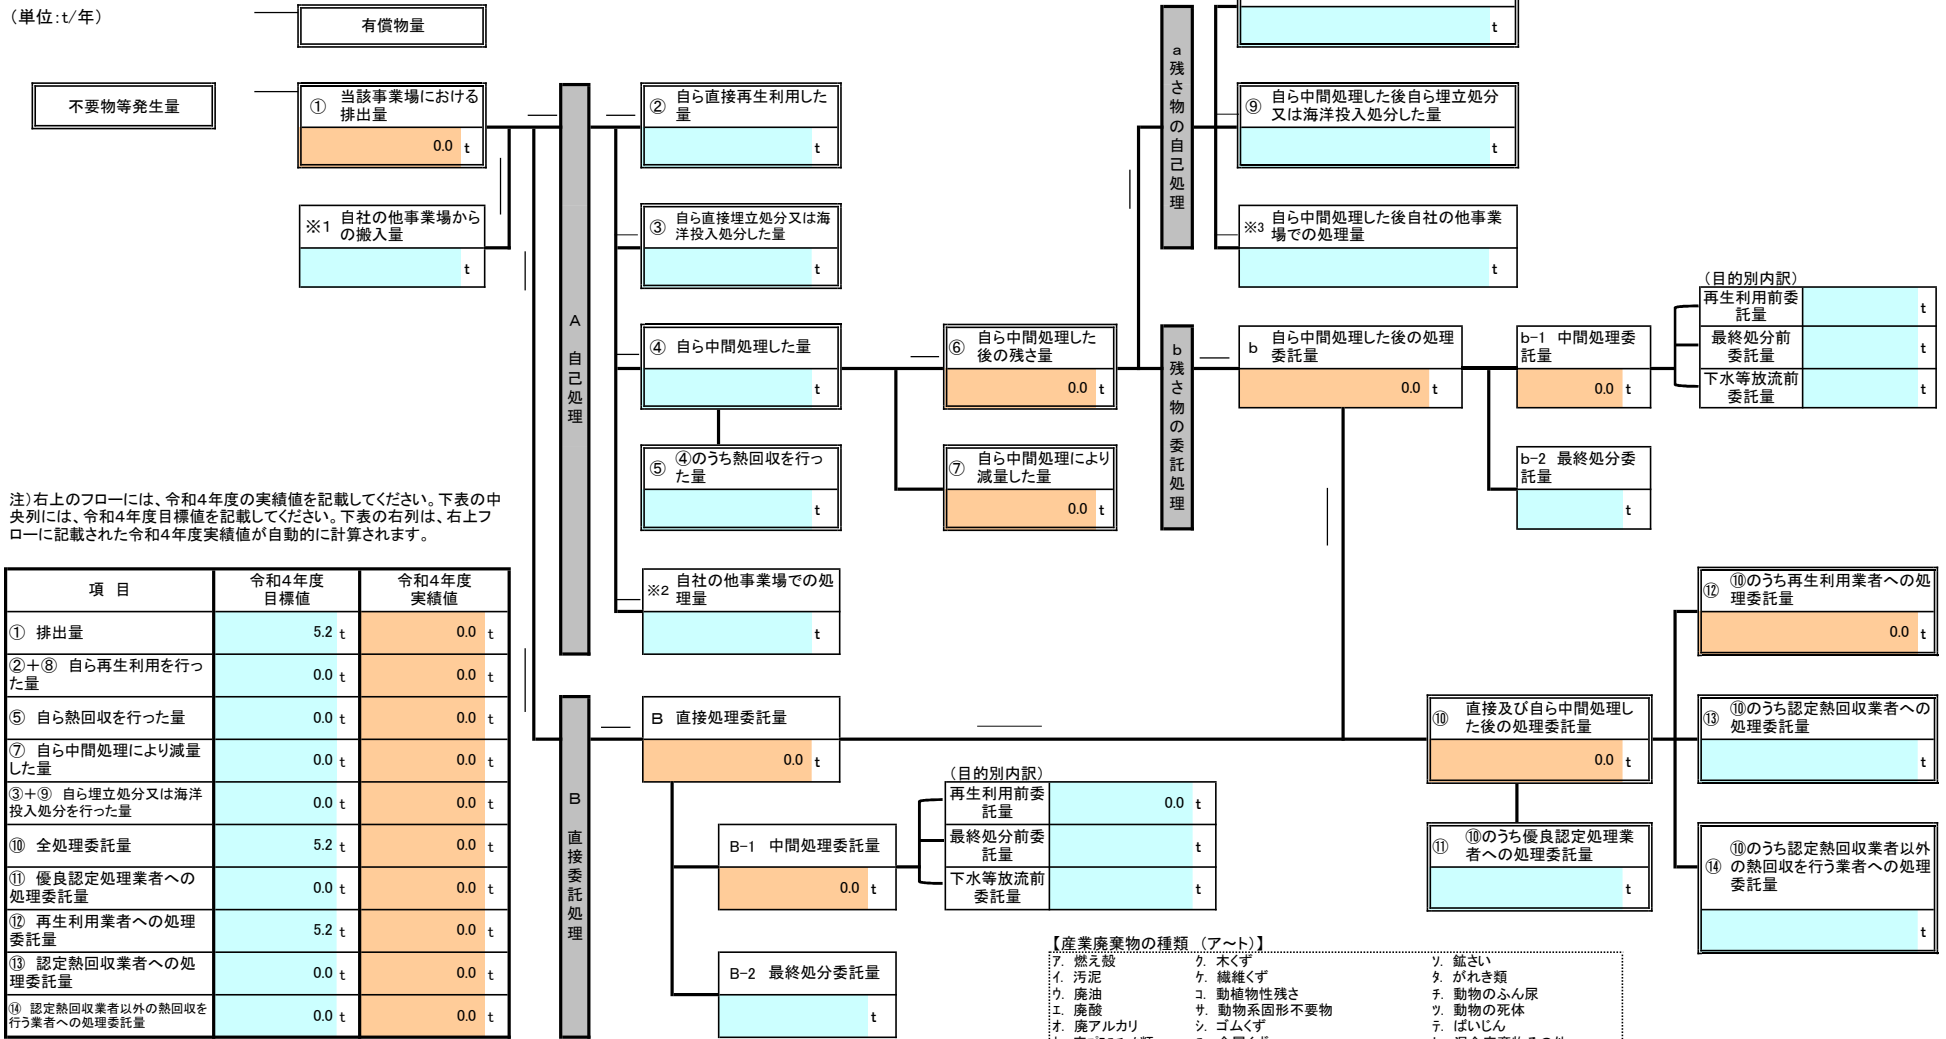 （単位：t/年）
有償物量
t
不要物等発生量
① 当該事業場における
排出量
0.0 t
※1 自社の他事業場から
の搬入量
t
A 自己処理
② 自ら直接再生利用した
量
t
③ 自ら直接埋立処分又は海
洋投入処分した量
t
④ 自ら中間処理した量
t
⑤ ④のうち熱回収を行っ
た量
t
※2 自社の他事業場での処
理量
t
⑥ 自ら中間処理した
後の残さ量
0.0 t
⑦ 自ら中間処理により
減量した量
0.0 t
a 残さ物の自己処理
⑨ 自ら中間処理した後自ら埋立処分
又は海洋投入処分した量
t
※3 自ら中間処理した後自社の他事業
場での処理量
t
b 残さ物の委託処理
b 自ら中間処理した後の処理
委託量
0.0 t
b-1 中間処理委
託量
0.0 t
b-2 最終処分委
託量
t
（目的別内訳）
再生利用前委
託量
t
最終処分前
委託量
t
下水等放流前
委託量
t
注）右上のフローには、令和4年度の実績値を記載してください。下表の中
央列には、令和4年度目標値を記載してください。下表の右列は、右上フ
ローに記載された令和4年度実績値が自動的に計算されます。
項 目
令和4年度
目標値
令和4年度
実績値
① 排出量 5.2 t 0.0 t
②＋⑧ 自ら再生利用を行っ
た量 0.0 t 0.0 t
⑤ 自ら熱回収を行った量 0.0 t 0.0 t
⑦ 自ら中間処理により減量
した量 0.0 t 0.0 t
③＋⑨ 自ら埋立処分又は海洋
投入処分を行った量 0.0 t 0.0 t
⑩ 全処理委託量 5.2 t 0.0 t
⑪ 優良認定処理業者への
処理委託量 0.0 t 0.0 t
⑫ 再生利用業者への処理
委託量 5.2 t 0.0 t
⑬ 認定熱回収業者への処
理委託量 0.0 t 0.0 t
⑭ 認定熱回収業者以外の熱回収を
行う業者への処理委託量 0.0 t 0.0 t
B 直接委託処理
B 直接処理委託量
0.0 t
B-1 中間処理委託量
0.0 t
B-2 最終処分委託量
t
（目的別内訳）
再生利用前委
託量
0.0 t
最終処分前委
託量
t
下水等放流前
委託量
t
⑩ 直接及び自ら中間処理し
た後の処理委託量
0.0 t
⑪ ⑩のうち優良認定処理業
者への処理委託量
t
⑫ ⑩のうち再生利用業者への処
理委託量
0.0 t
⑬ ⑩のうち認定熱回収業者への
処理委託量
t
⑭ ⑩のうち認定熱回収業者以外
の熱回収を行う業者への処理
委託量
t
【産業廃棄物の種類 （ア～ト）】
ア. 燃え殻 ク. 木くず ソ. 鉱さい
イ. 汚泥 ケ. 繊維くず タ. がれき類
ウ. 廃油 コ. 動植物性残さ チ. 動物のふん尿
エ. 廃酸 サ. 動物系固形不要物 ツ. 動物の死体
オ. 廃アルカリ シ. ゴムくず テ. ばいじん